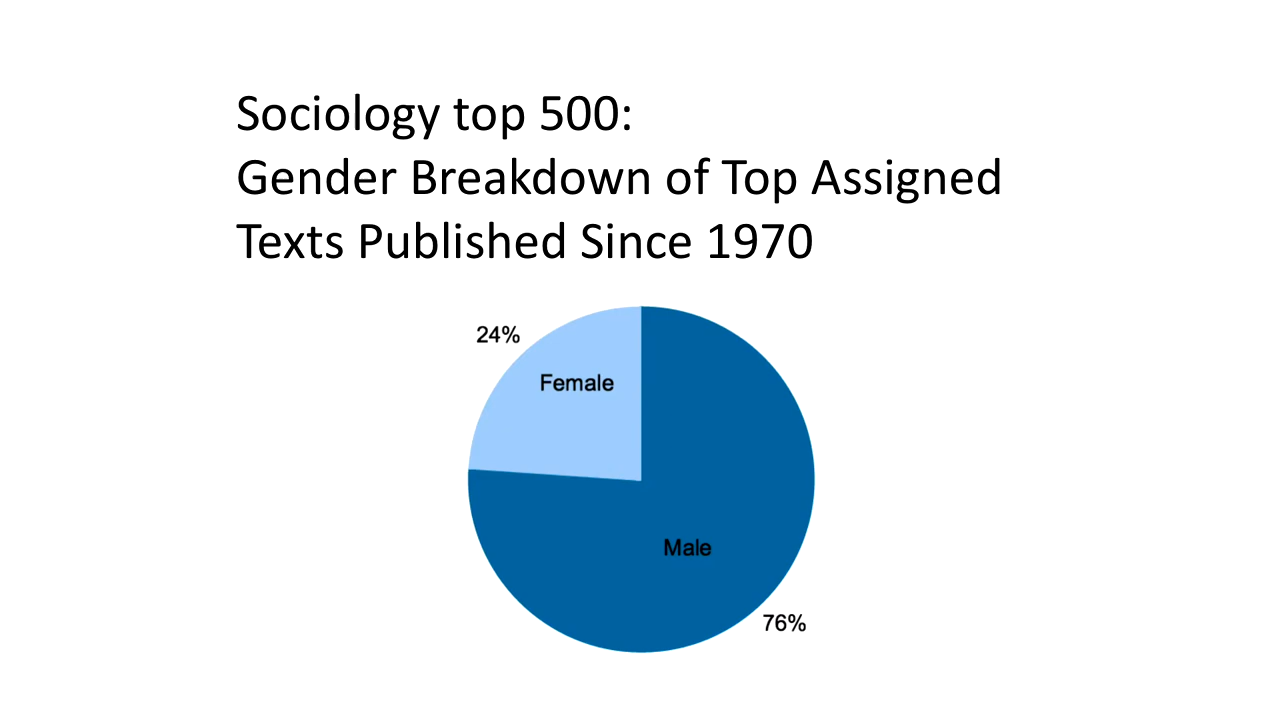 Sociology top 500:
Gender Breakdown of Top Assigned
Texts Published Since 1970
24%
Female
Male
76%